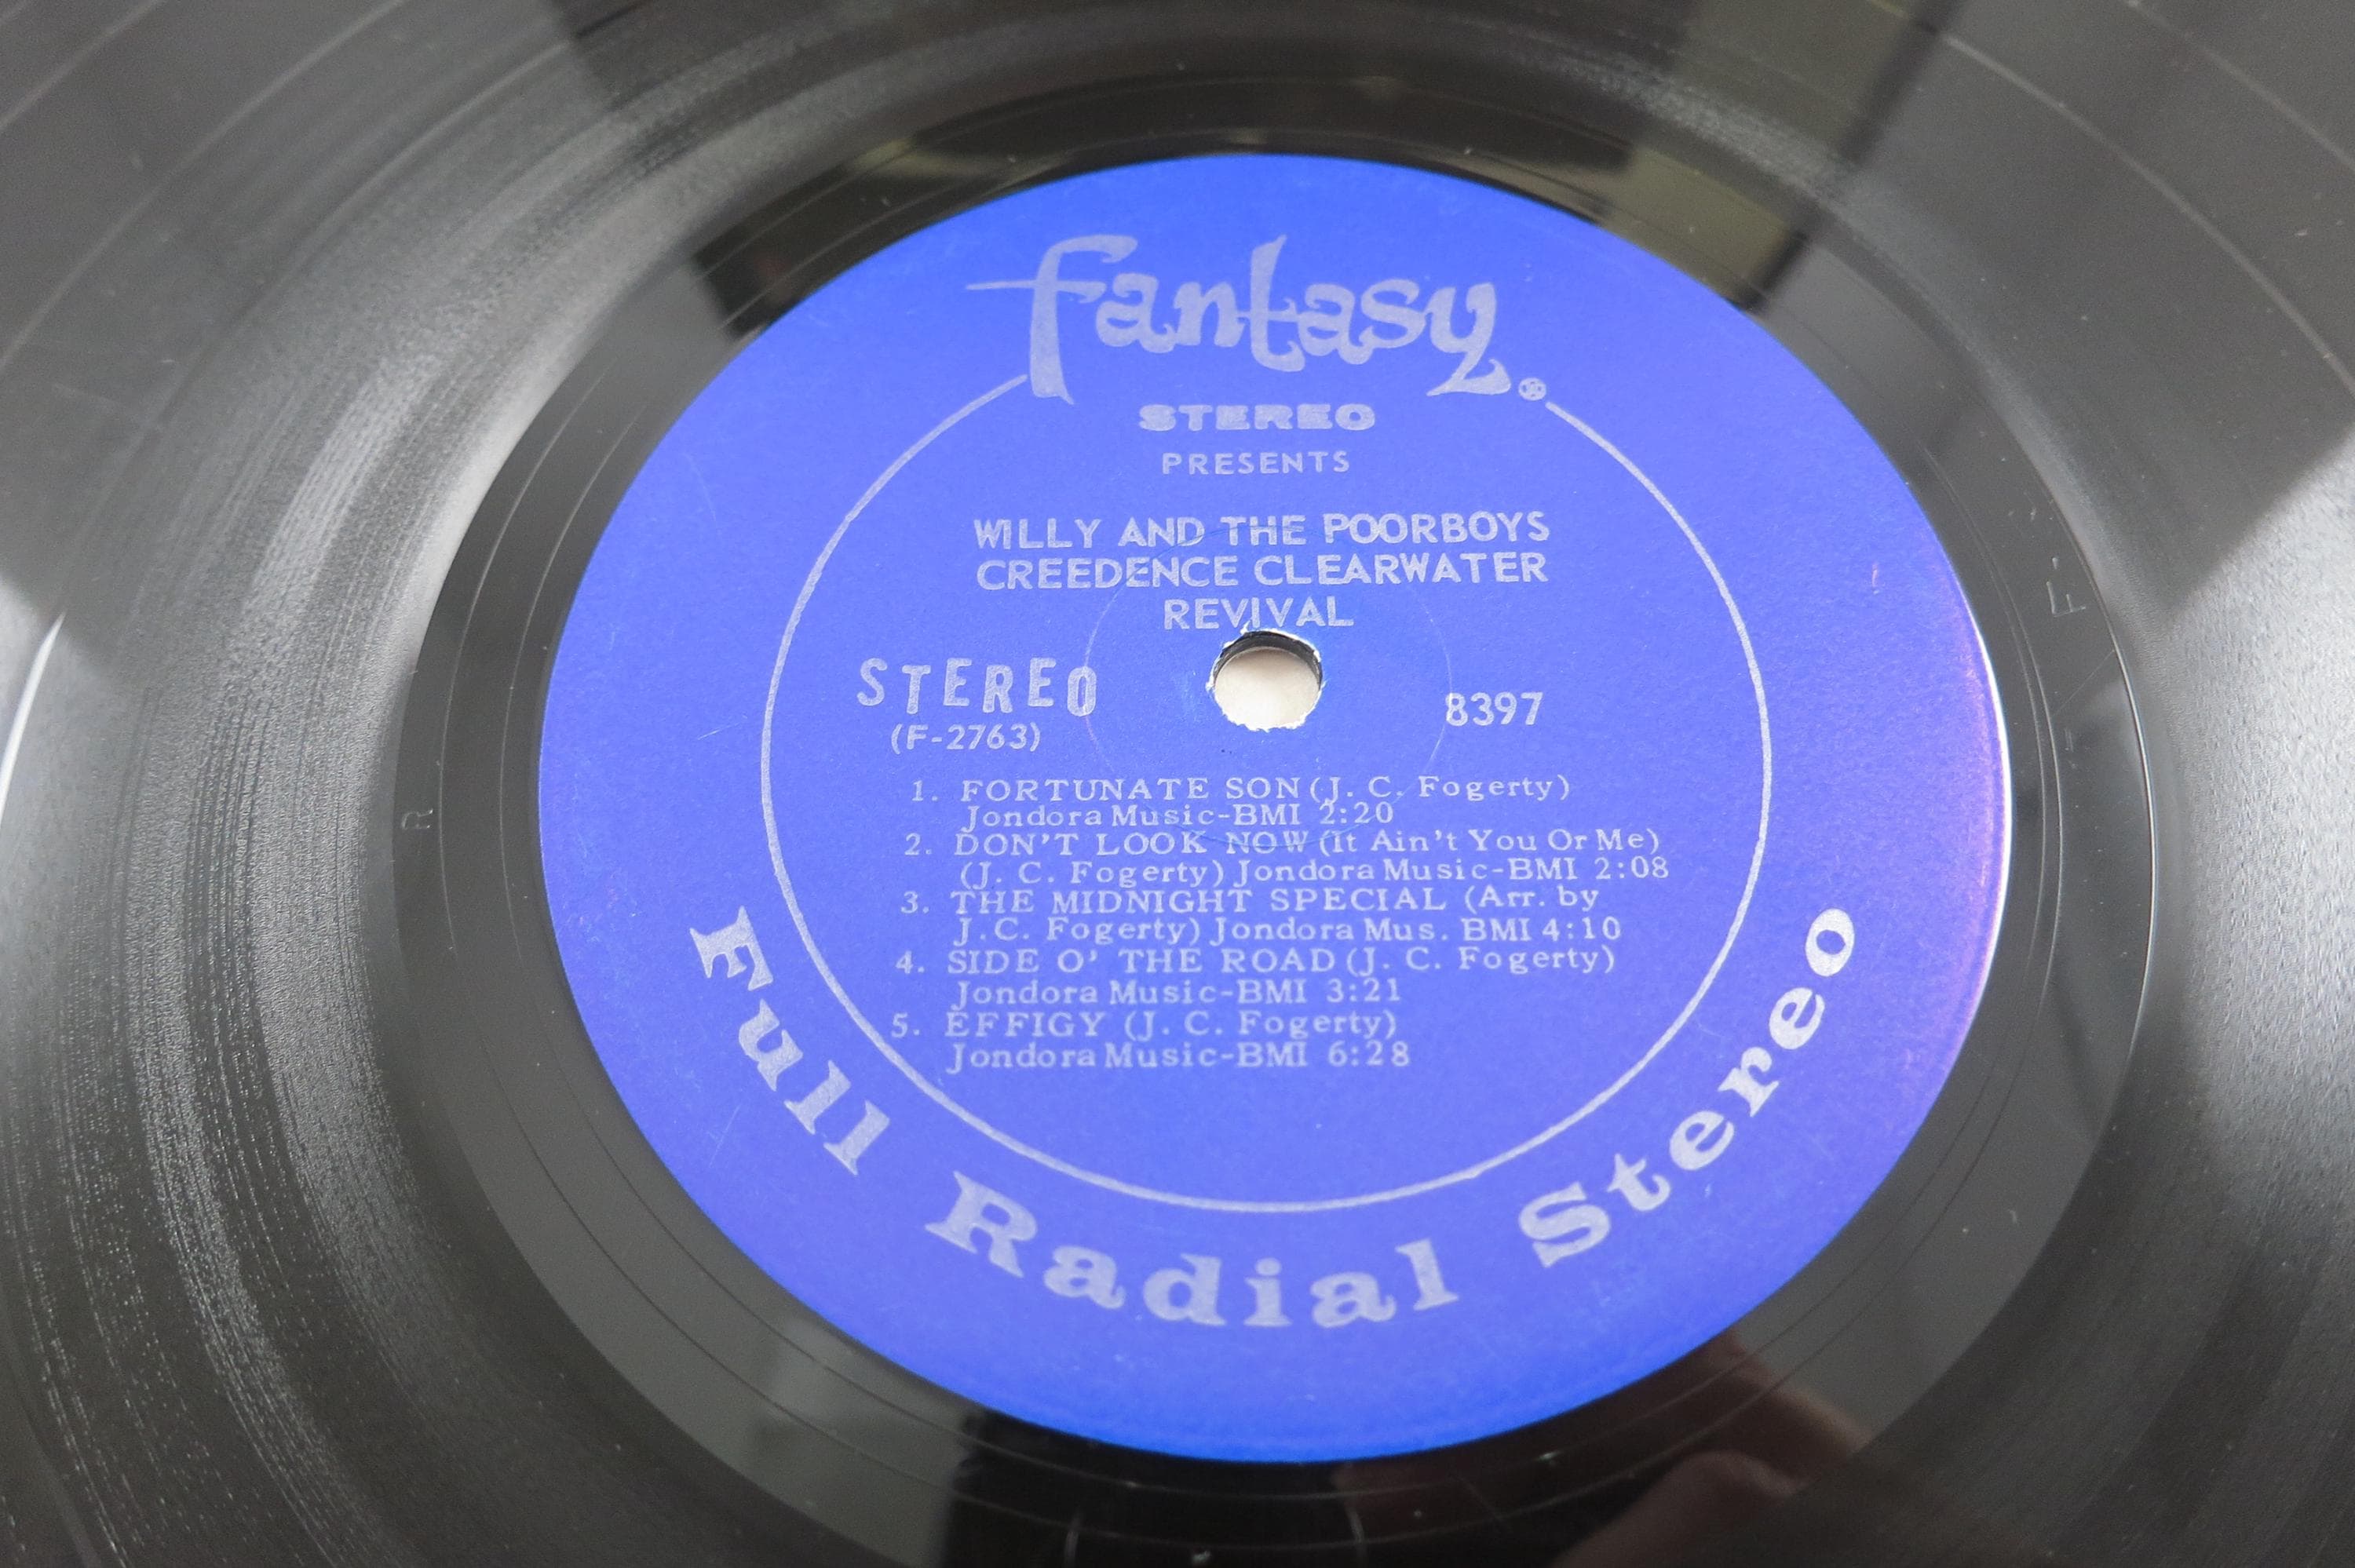 fantasy®
STEREO
PRESENTS
WILLY AND THE POORBOYS
CREEDENCE CLEARWATER
REVIVAL
STEREO
(F-2763)
8397
1. FORTUNATE SON (J. C. Fogerty)
Jondora Music-BMI 2:20
2. DON'T LOOK NOW (It Ain't You Or Me)
(J. C. Fogerty) Jondora Music-BMI 2:08
3. THE MIDNIGHT SPECIAL (Arr. by
J.C. Fogerty) Jondora Mus. BMI 4:10
4. SIDE O' THE ROAD (J. C. Fogerty)
Jondora Music-BMI 3:21
5. EFFIGY (J. C. Fogerty)
Jondora Music-BMI 6:28
Full Radial Stereo